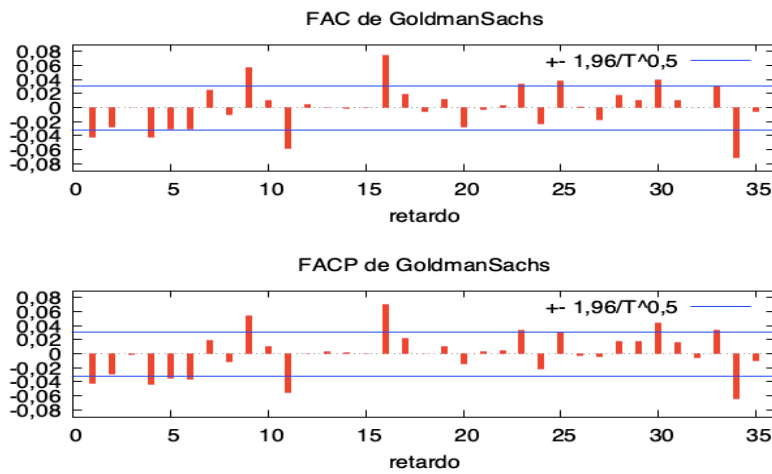 FAC de GoldmanSachs
+- 1,96/T^0,5
0,08
0,06
0,04
0,02
0
-0,02
-0,04
-0,06
-0,08
0 5 10 15 20 25 30 35
retardo
FACP de GoldmanSachs
+- 1,96/T^0,5
0,08
0,06
0,04
0,02
0
-0,02
-0,04
-0,06
-0,08
0 5 10 15 20 25 30 35
retardo